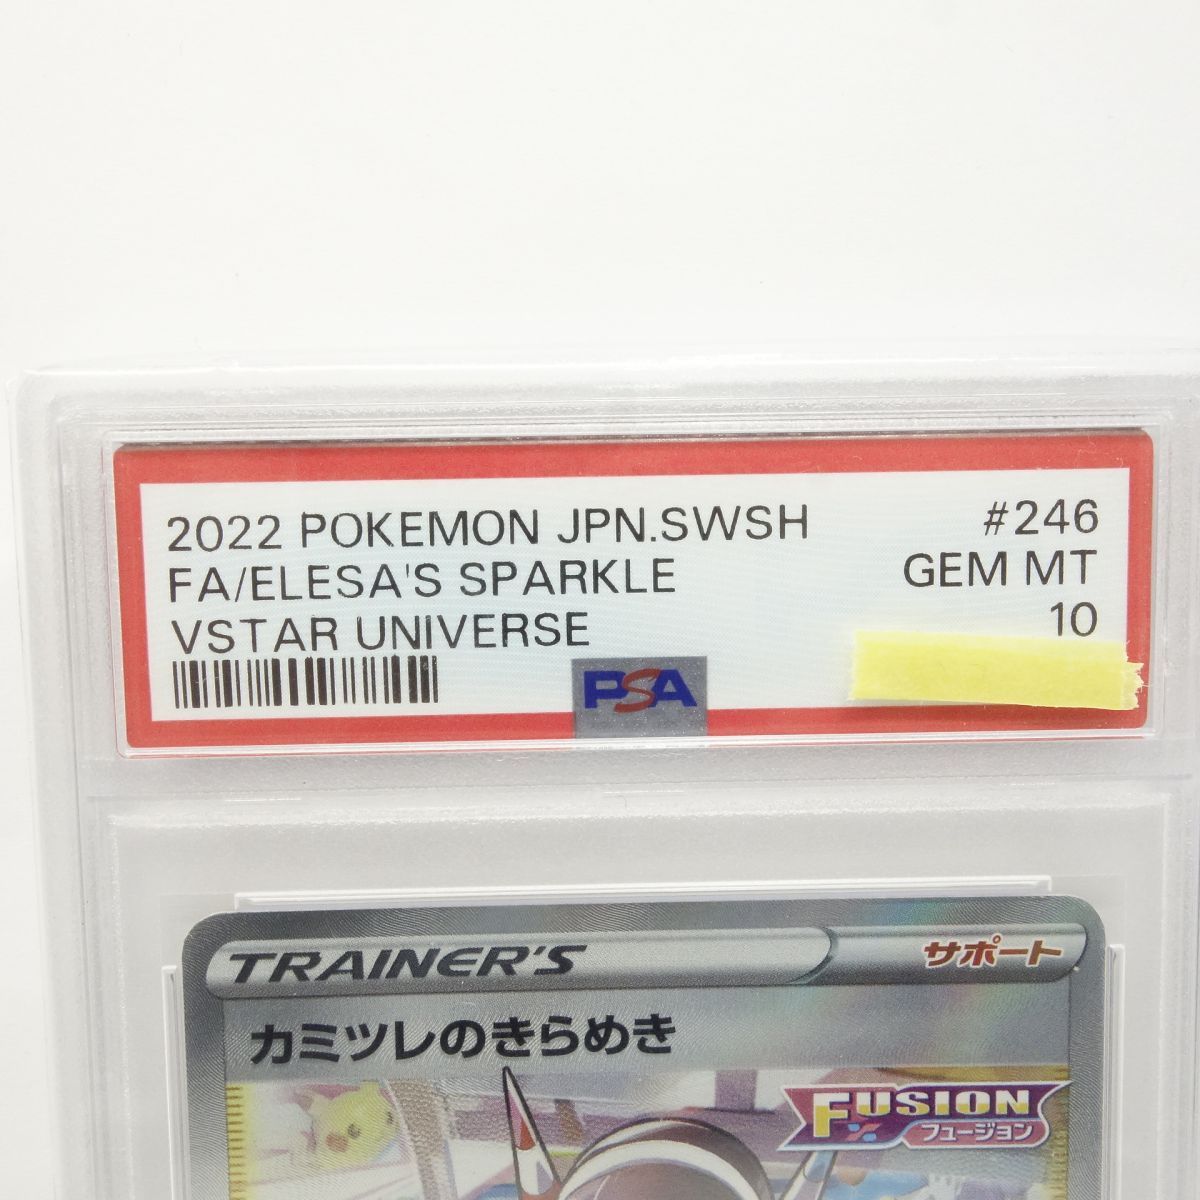 2022 POKEMON JPN.SWSH #246
FA/ELESA'S SPARKLE GEM MT
VSTAR UNIVERSE 10
PSA
TRAINER'S サポート
カミツレのきらめき
FUSION
フュージョン